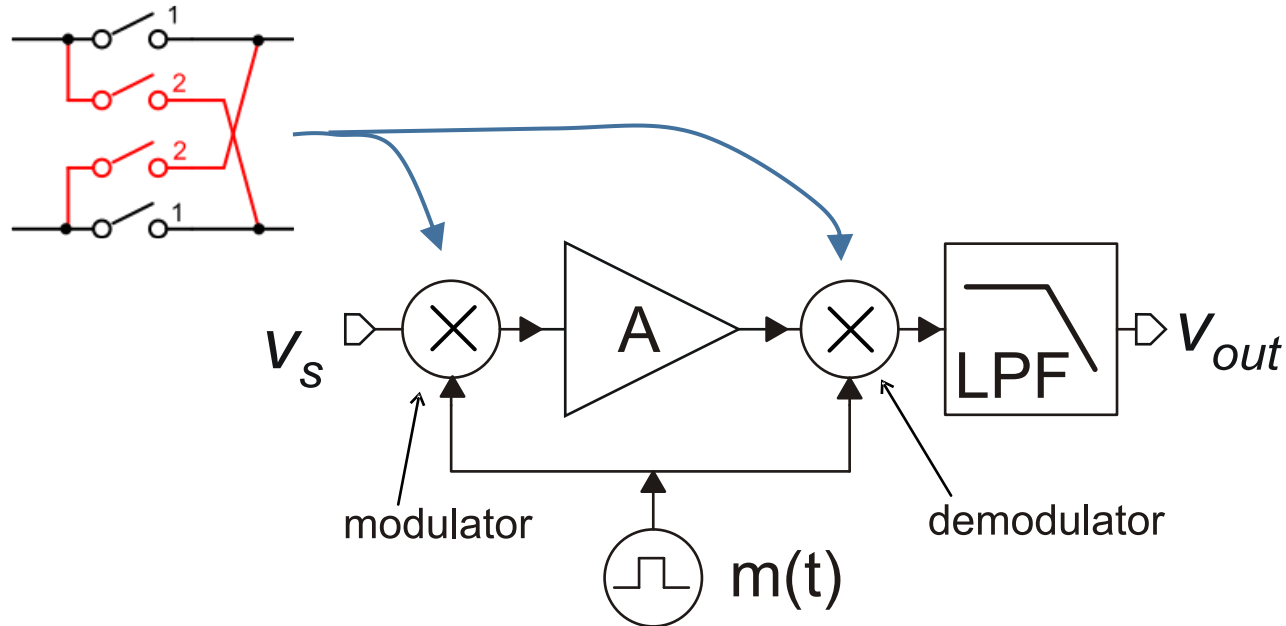 1
2
2
1
v_s
A
LPF
v_out
modulator
demodulator
m(t)